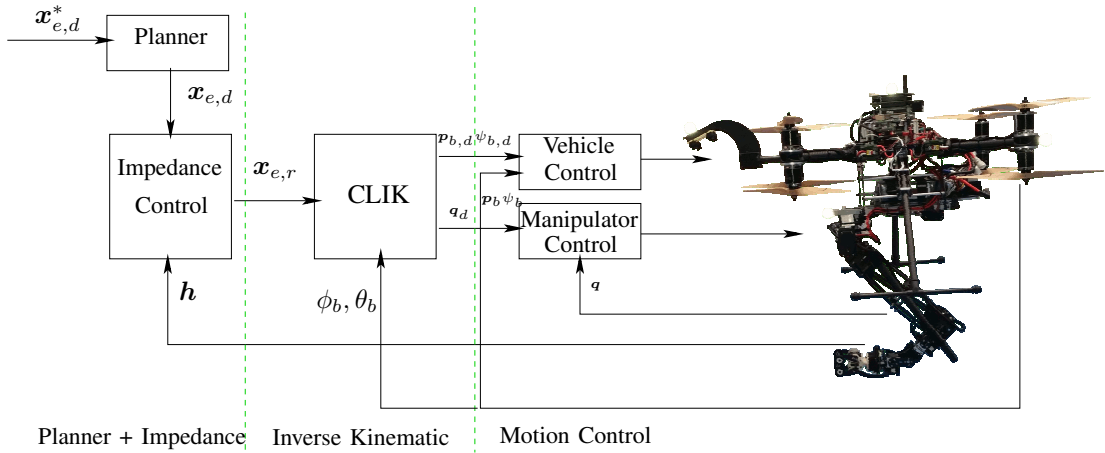 x*e,d
Planner
xe,d
Impedance
Control
xe,r
CLIK
pb,d ψb,d
Vehicle
Control
pb ψb
qd
Manipulator
Control
h
ϕb, θb
q
Planner + Impedance
Inverse Kinematic
Motion Control